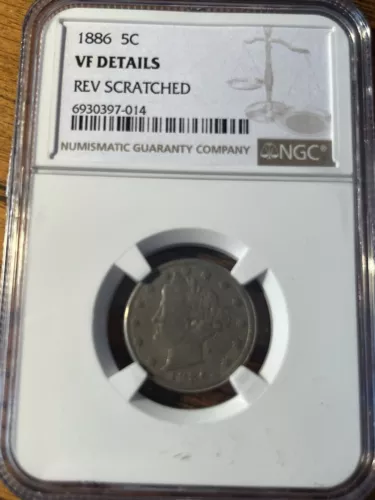 1886 5C
VF DETAILS
REV SCRATCHED
6930397-014
NUMISMATIC GUARANTY COMPANY
NGC®